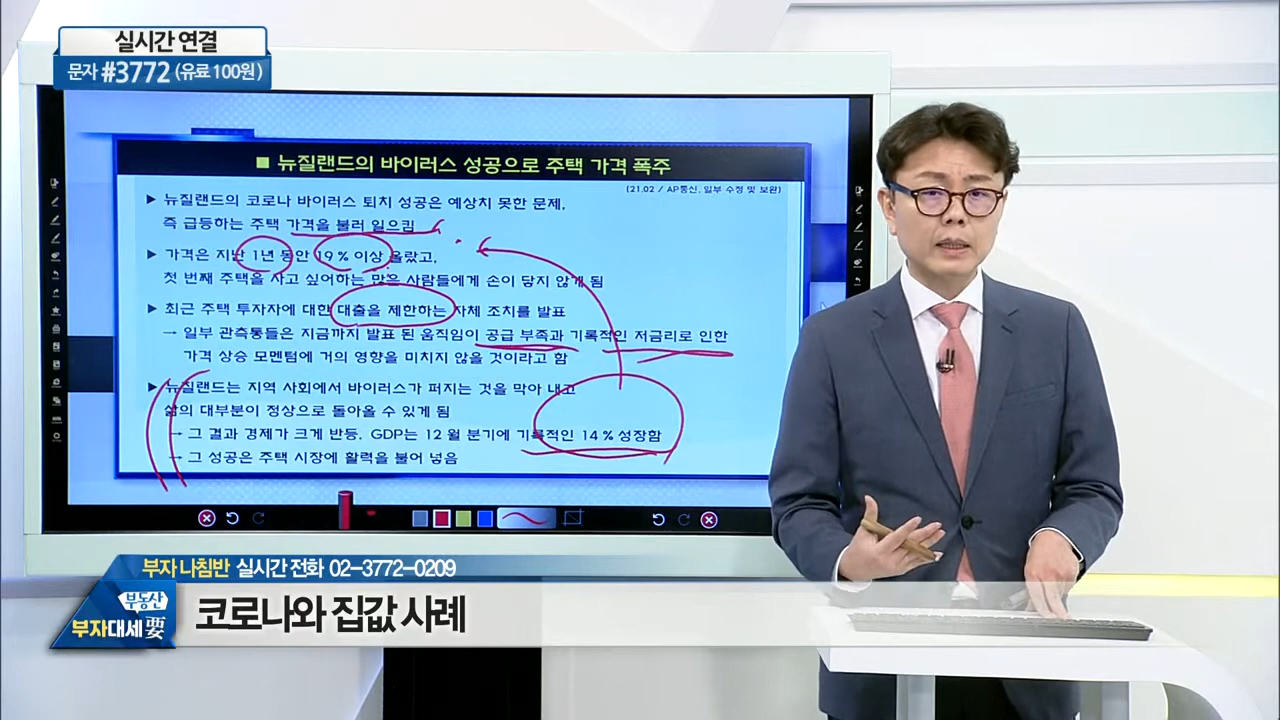 실시간 연결
문자 #3772 (유료 100원)
■ 뉴질랜드의 바이러스 성공으로 주택 가격 폭주
(21.02 / AP통신, 일부 수정 및 보완)
▶ 뉴질랜드의 코로나 바이러스 퇴치 성공은 예상치 못한 문제,
즉 급등하는 주택 가격을 불러 일으킴
▶ 가격은 지난 1년 동안 19 % 이상 올랐고,
첫 번째 주택을 사고 싶어하는 많은 사람들에게 손이 닿지 않게 됨
▶ 최근 주택 투자자에 대한 대출을 제한하는 자체 조치를 발표
→ 일부 관측통들은 지금까지 발표 된 움직임이 공급 부족과 기록적인 저금리로 인한
가격 상승 모멘텀에 거의 영향을 미치지 않을 것이라고 함
▶ 뉴질랜드는 지역 사회에서 바이러스가 퍼지는 것을 막아 내고
삶의 대부분이 정상으로 돌아올 수 있게 됨
→ 그 결과 경제가 크게 반등. GDP는 12 월 분기에 기록적인 14 % 성장함
→ 그 성공은 주택 시장에 활력을 불어 넣음
부자 나침반 실시간 전화 02-3772-0209
부동산
부자대세 要
코로나와 집값 사례